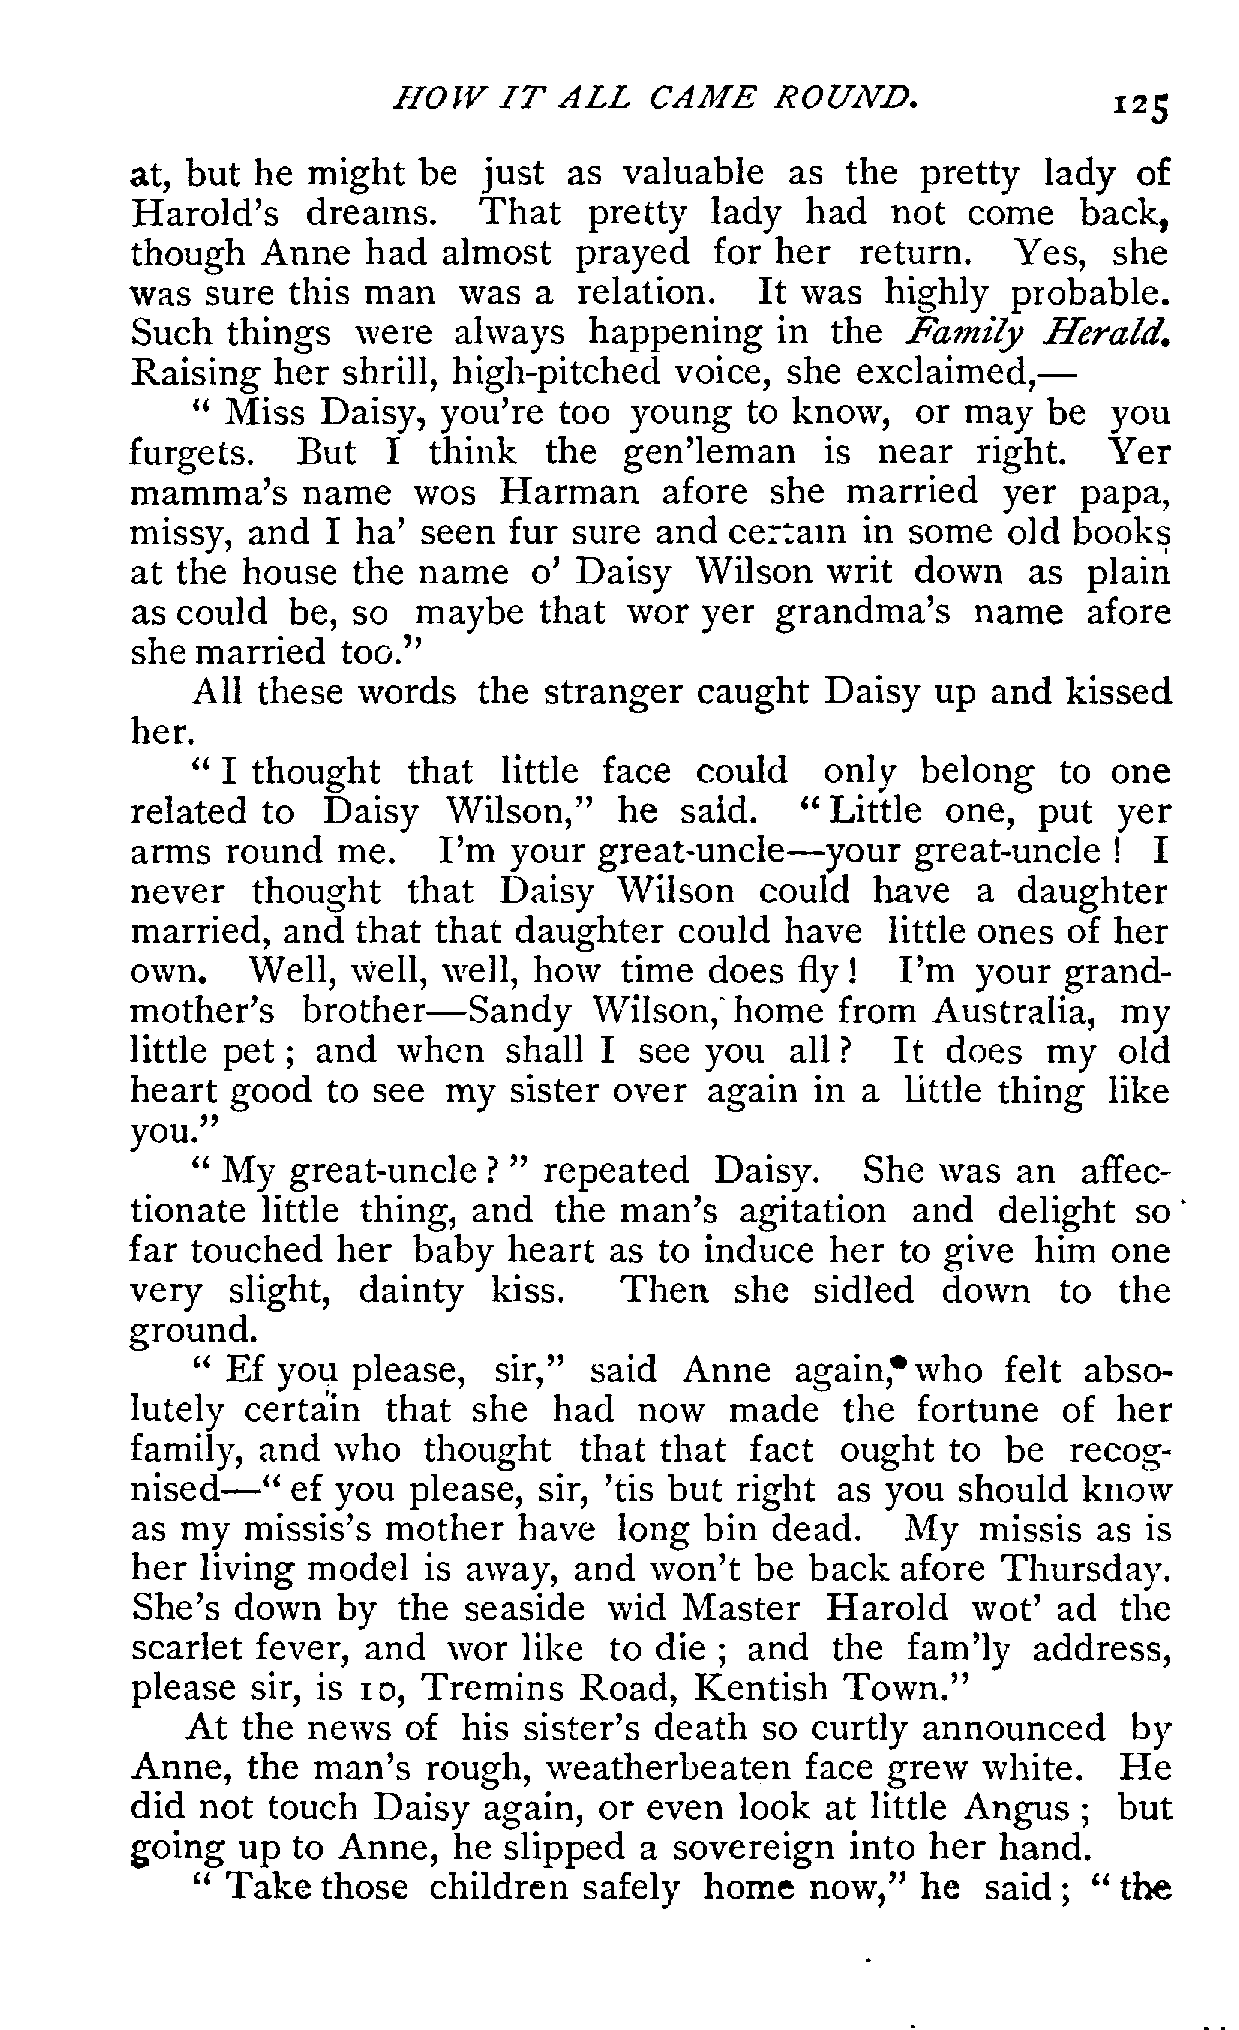 HOW IT ALL CAME ROUND. 125
at, but he might be just as valuable as the pretty lady of
Harold's dreams. That pretty lady had not come back,
though Anne had almost prayed for her return. Yes, she
was sure this man was a relation. It was highly probable.
Such things were always happening in the Family Herald.
Raising her shrill, high-pitched voice, she exclaimed,—
" Miss Daisy, you're too young to know, or may be you
furgets. But I think the gen'leman is near right. Yer
mamma's name wos Harman afore she married yer papa,
missy, and I ha' seen fur sure and certain in some old books
at the house the name o' Daisy Wilson writ down as plain
as could be, so maybe that wor yer grandma's name afore
she married too."
All these words the stranger caught Daisy up and kissed
her.
" I thought that little face could only belong to one
related to Daisy Wilson," he said. " Little one, put yer
arms round me. I'm your great-uncle—your great-uncle ! I
never thought that Daisy Wilson could have a daughter
married, and that that daughter could have little ones of her
own. Well, well, well, how time does fly ! I'm your grand-
mother's brother—Sandy Wilson, home from Australia, my
little pet ; and when shall I see you all ? It does my old
heart good to see my sister over again in a little thing like
you."
" My great-uncle ? " repeated Daisy. She was an affec-
tionate little thing, and the man's agitation and delight so
far touched her baby heart as to induce her to give him one
very slight, dainty kiss. Then she sidled down to the
ground.
" Ef you please, sir," said Anne again, who felt abso-
lutely certain that she had now made the fortune of her
family, and who thought that that fact ought to be recog-
nised—" ef you please, sir, 'tis but right as you should know
as my missis's mother have long bin dead. My missis as is
her living model is away, and won't be back afore Thursday.
She's down by the seaside wid Master Harold wot' ad the
scarlet fever, and wor like to die ; and the fam'ly address,
please sir, is 10, Tremins Road, Kentish Town."
At the news of his sister's death so curtly announced by
Anne, the man's rough, weatherbeaten face grew white. He
did not touch Daisy again, or even look at little Angus ; but
going up to Anne, he slipped a sovereign into her hand.
" Take those children safely home now," he said ; " the